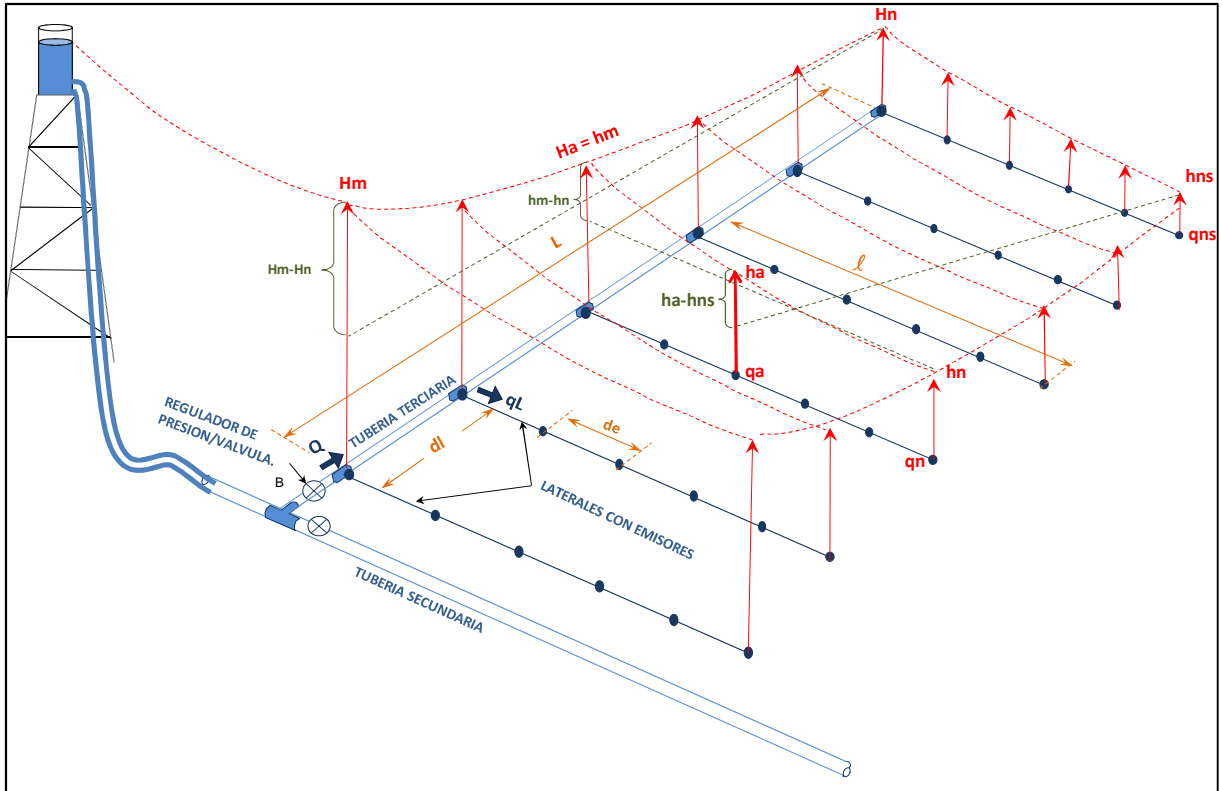 Hn
Ha = hm
Hm
hm-hn
hns
qns
L
ℓ
Hm-Hn
ha
ha-hns
qa
hn
TUBERIA TERCIARIA
qL
REGULADOR DE
PRESION/VALVULA.
de
Q
dl
qn
B
LATERALES CON EMISORES
TUBERIA SECUNDARIA